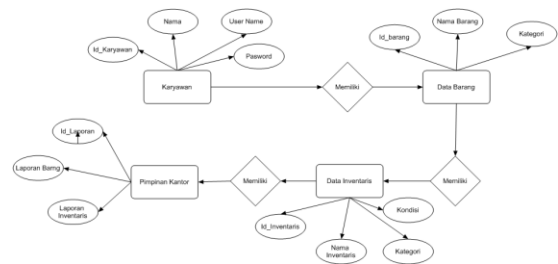 Nama
User Name
Id_Karyawan
Pasword
Karyawan
Memiliki
Nama Barang
Id_barang
Kategori
Data Barang
Id_Laporan
Laporan Barng
Laporan
Inventaris
Pimpinan Kantor
Memiliki
Data Inventaris
Memiliki
Kondisi
Id_Inventaris
Nama
Inventaris
Kategori